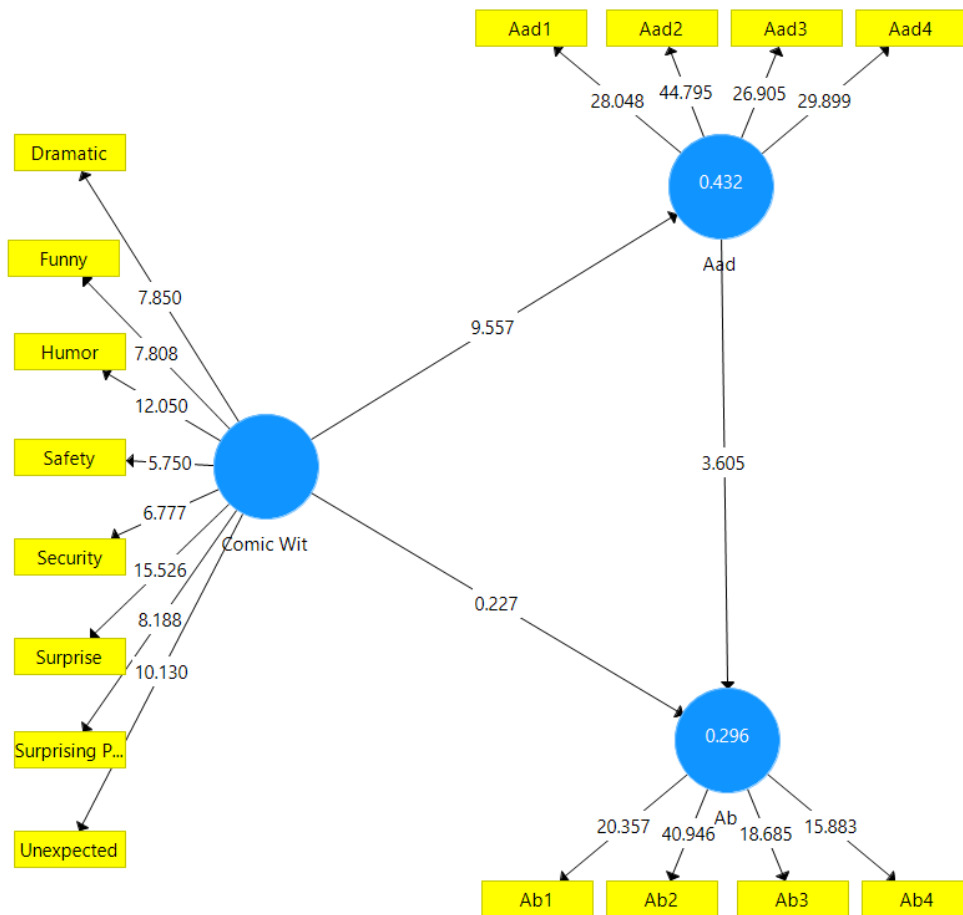 Aad1
Aad2
Aad3
Aad4
28.048
44.795
26.905
29.899
Dramatic
0.432
Funny
Aad
7.850
9.557
7.808
Humor
12.050
Safety
5.750
3.605
6.777
Security
Comic Wit
15.526
0.227
8.188
Surprise
10.130
0.296
Surprising P...
Ab
20.357
40.946
18.685
15.883
Unexpected
Ab1
Ab2
Ab3
Ab4